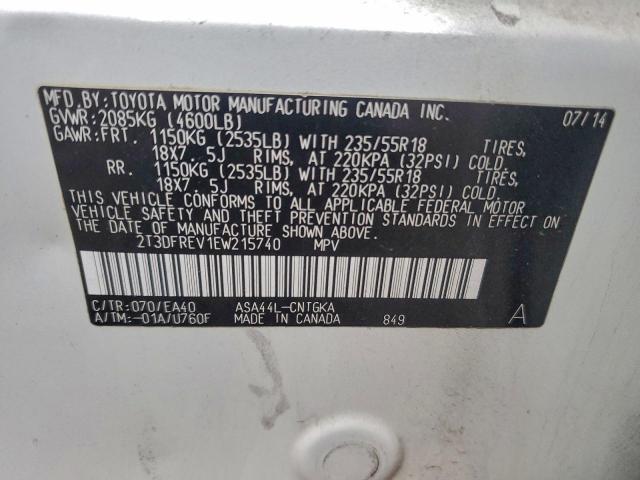 MFD. BY: TOYOTA MOTOR MANUFACTURING CANADA INC. 07/14
GVWR: 2085KG (4600LB)
GAWR: FRT. 1150KG (2535LB) WITH 235/55R18 TIRES,
18X7. 5J RIMS, AT 220KPA (32PSI) COLD.
RR. 1150KG (2535LB) WITH 235/55R18 TIRES,
18X7. 5J RIMS, AT 220KPA (32PSI) COLD.
THIS VEHICLE CONFORMS TO ALL APPLICABLE FEDERAL MOTOR
VEHICLE SAFETY AND THEFT PREVENTION STANDARDS IN EFFECT ON
THE DATE OF MANUFACTURE SHOWN ABOVE.
2T3DFREV1EW215740 MPV
C/TR: 070/EA40 ASA44L-CNTGKA A
A/TM: -01A/U760F MADE IN CANADA 849